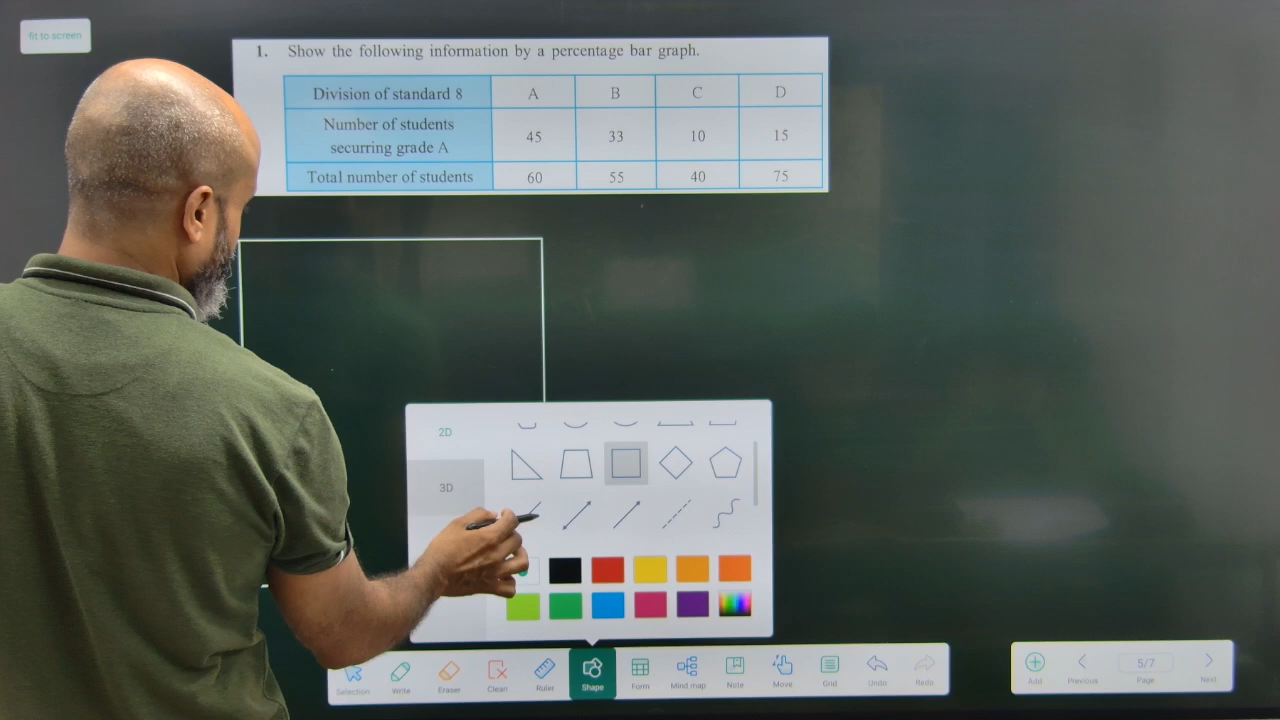 fit to screen
1. Show the following information by a percentage bar graph.
Division of standard 8 A B C D
Number of students securring grade A 45 33 10 15
Total number of students 60 55 40 75
2D
3D
Selection Write Eraser Clean Ruler Shape Form Mind map Note Move Grid Undo Redo
Add Previous 5/7 Page Next